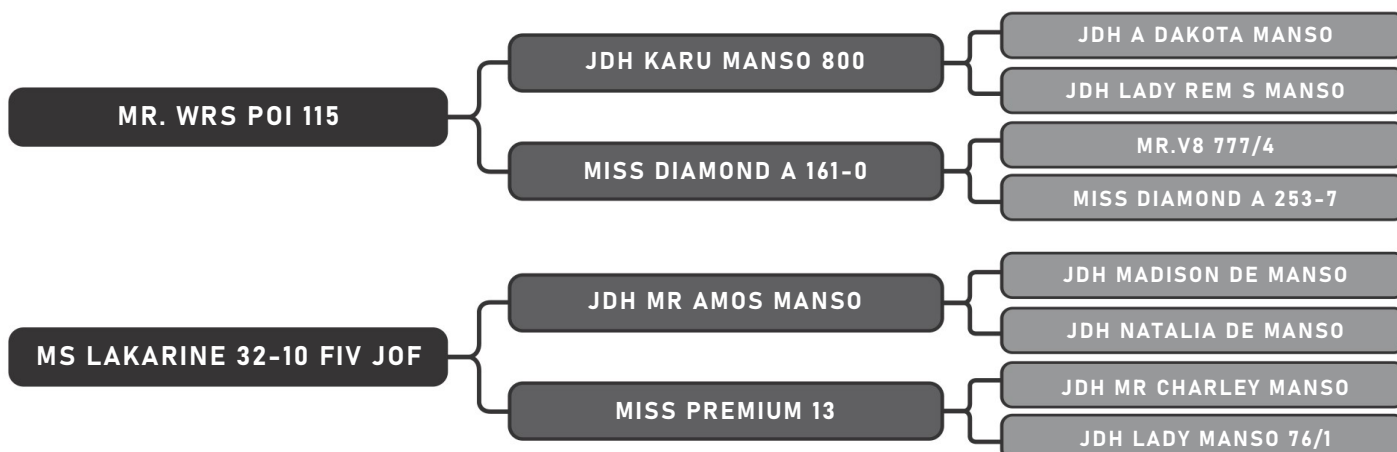 MR. WRS POI 115
JDH KARU MANSO 800
JDH A DAKOTA MANSO
JDH LADY REM S MANSO
MISS DIAMOND A 161-0
MR.V8 777/4
MISS DIAMOND A 253-7
MS LAKARINE 32-10 FIV JOF
JDH MR AMOS MANSO
JDH MADISON DE MANSO
JDH NATALIA DE MANSO
MISS PREMIUM 13
JDH MR CHARLEY MANSO
JDH LADY MANSO 76/1